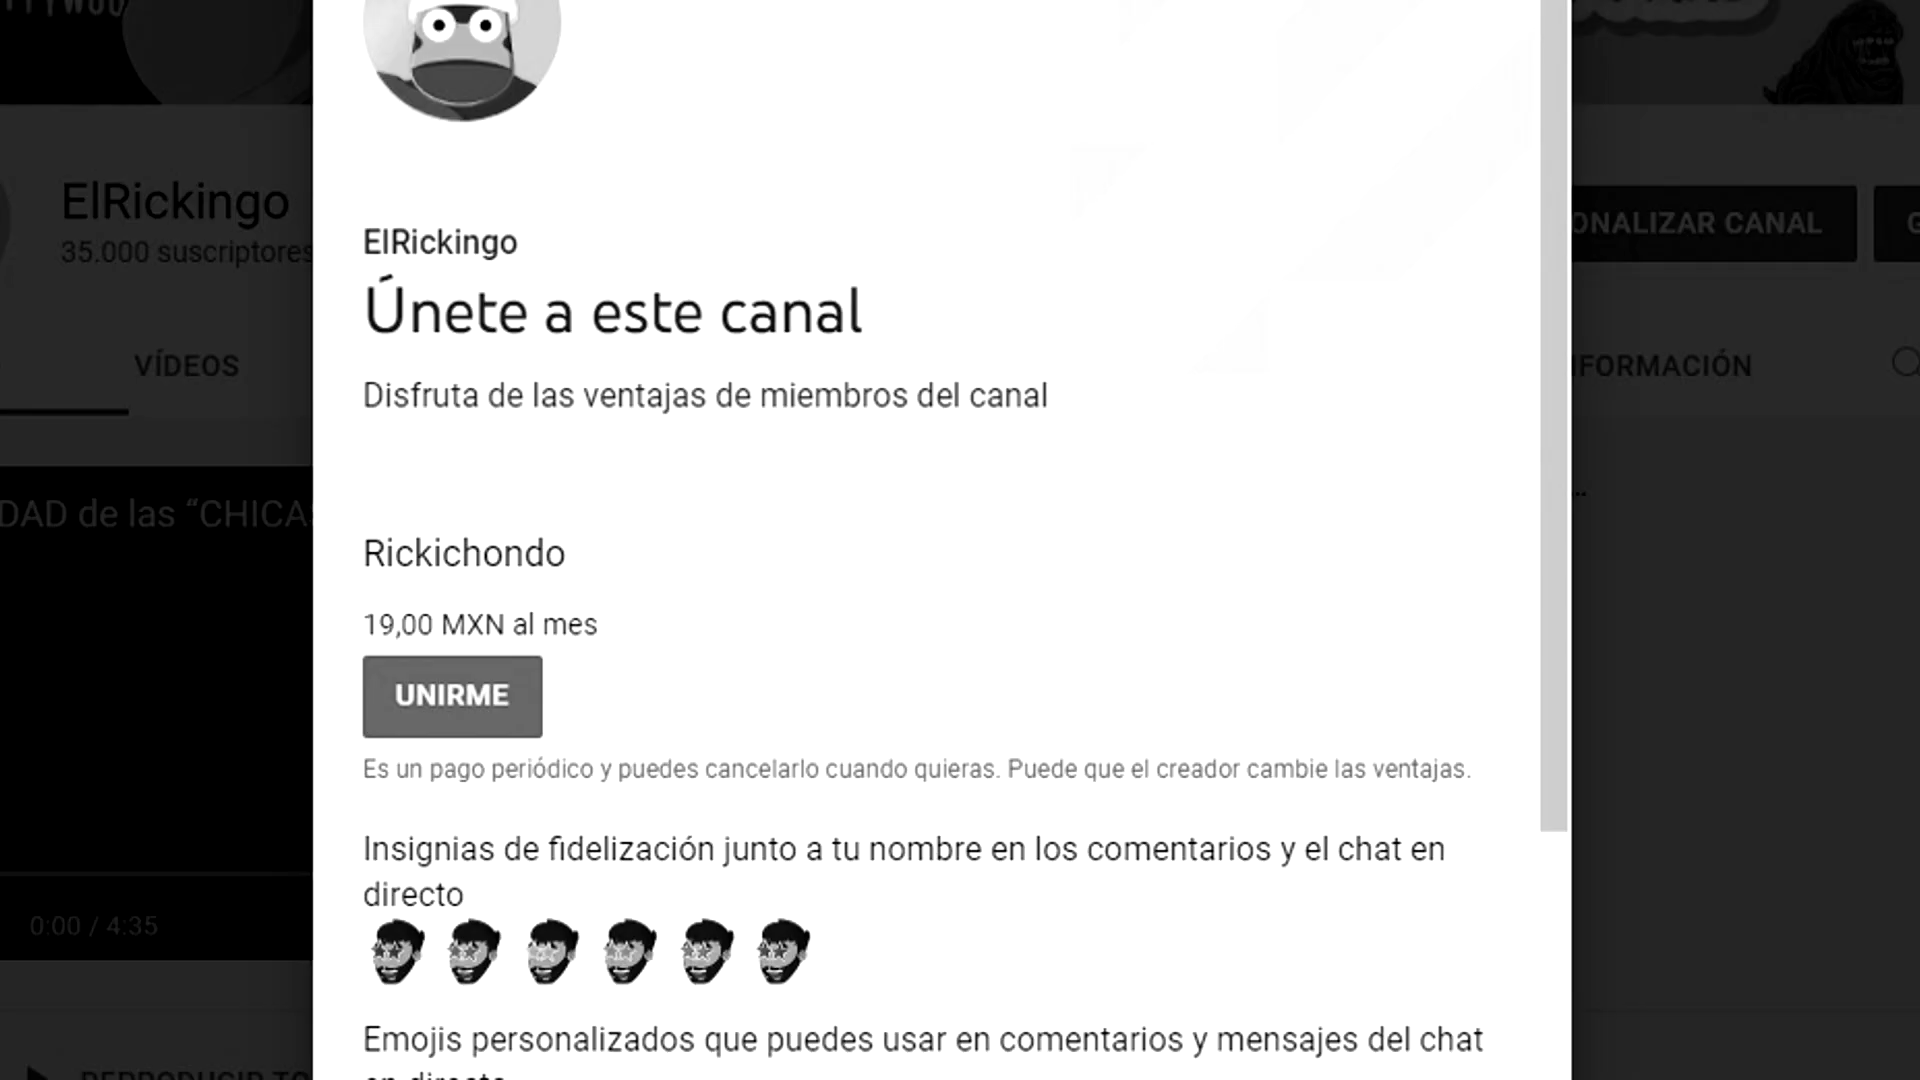 ElRickingo
35.000 suscriptores
ONALIZAR CANAL
VÍDEOS
FORMACIÓN
DAD de las “CHICA
0:00 / 4:35
ElRickingo
Únete a este canal
Disfruta de las ventajas de miembros del canal
Rickichondo
19,00 MXN al mes
UNIRME
Es un pago periódico y puedes cancelarlo cuando quieras. Puede que el creador cambie las ventajas.
Insignias de fidelización junto a tu nombre en los comentarios y el chat en
directo
Emojis personalizados que puedes usar en comentarios y mensajes del chat
en directo